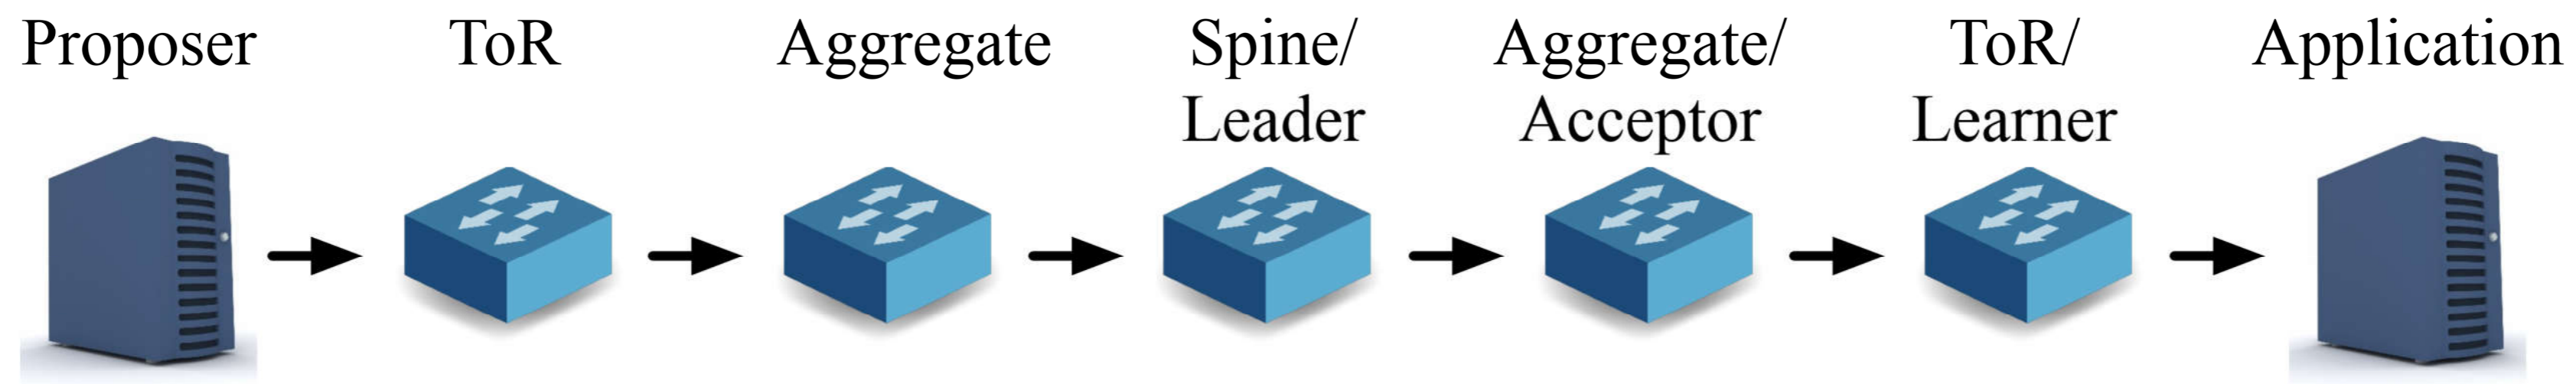 Proposer
ToR
Aggregate
Spine/
Leader
Aggregate/
Acceptor
ToR/
Learner
Application